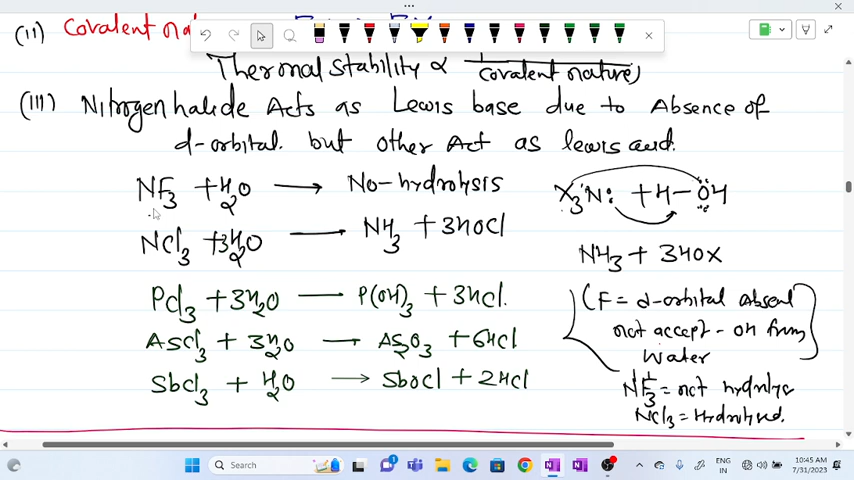 (11) Covalent na
Thermal Stability ∝ 1/covalent nature)
(111) Nitrogen halide Acts as Lewis base due to Absence of
d-orbital. but other Act as lewis acid.
NF3 + H2O → No-hydrolysis
NCl3 + 3H2O → NH3 + 3HOCl
X3N: + H-OH
NH3 + 3HOX
PCl3 + 3H2O → P(OH)3 + 3HCl.
AsCl3 + 3H2O → As2O3 + 6HCl
SbCl3 + H2O → SbOCl + 2HCl
(F = d-orbital absent
not accept - OH from
Water
NF3 = not hydrolyse
NCl3 = Hydrolysed.
Search
ENG
IN
10:45 AM
7/31/2023